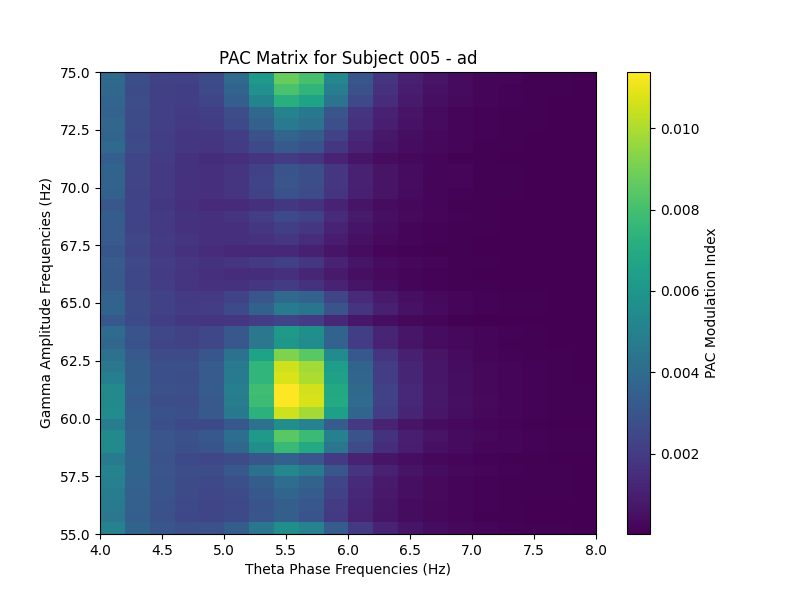 PAC Matrix for Subject 005 - ad
75.0
72.5
70.0
67.5
65.0
62.5
60.0
57.5
55.0
Gamma Amplitude Frequencies (Hz)
4.0 4.5 5.0 5.5 6.0 6.5 7.0 7.5 8.0
Theta Phase Frequencies (Hz)
0.010
0.008
0.006
0.004
0.002
PAC Modulation Index